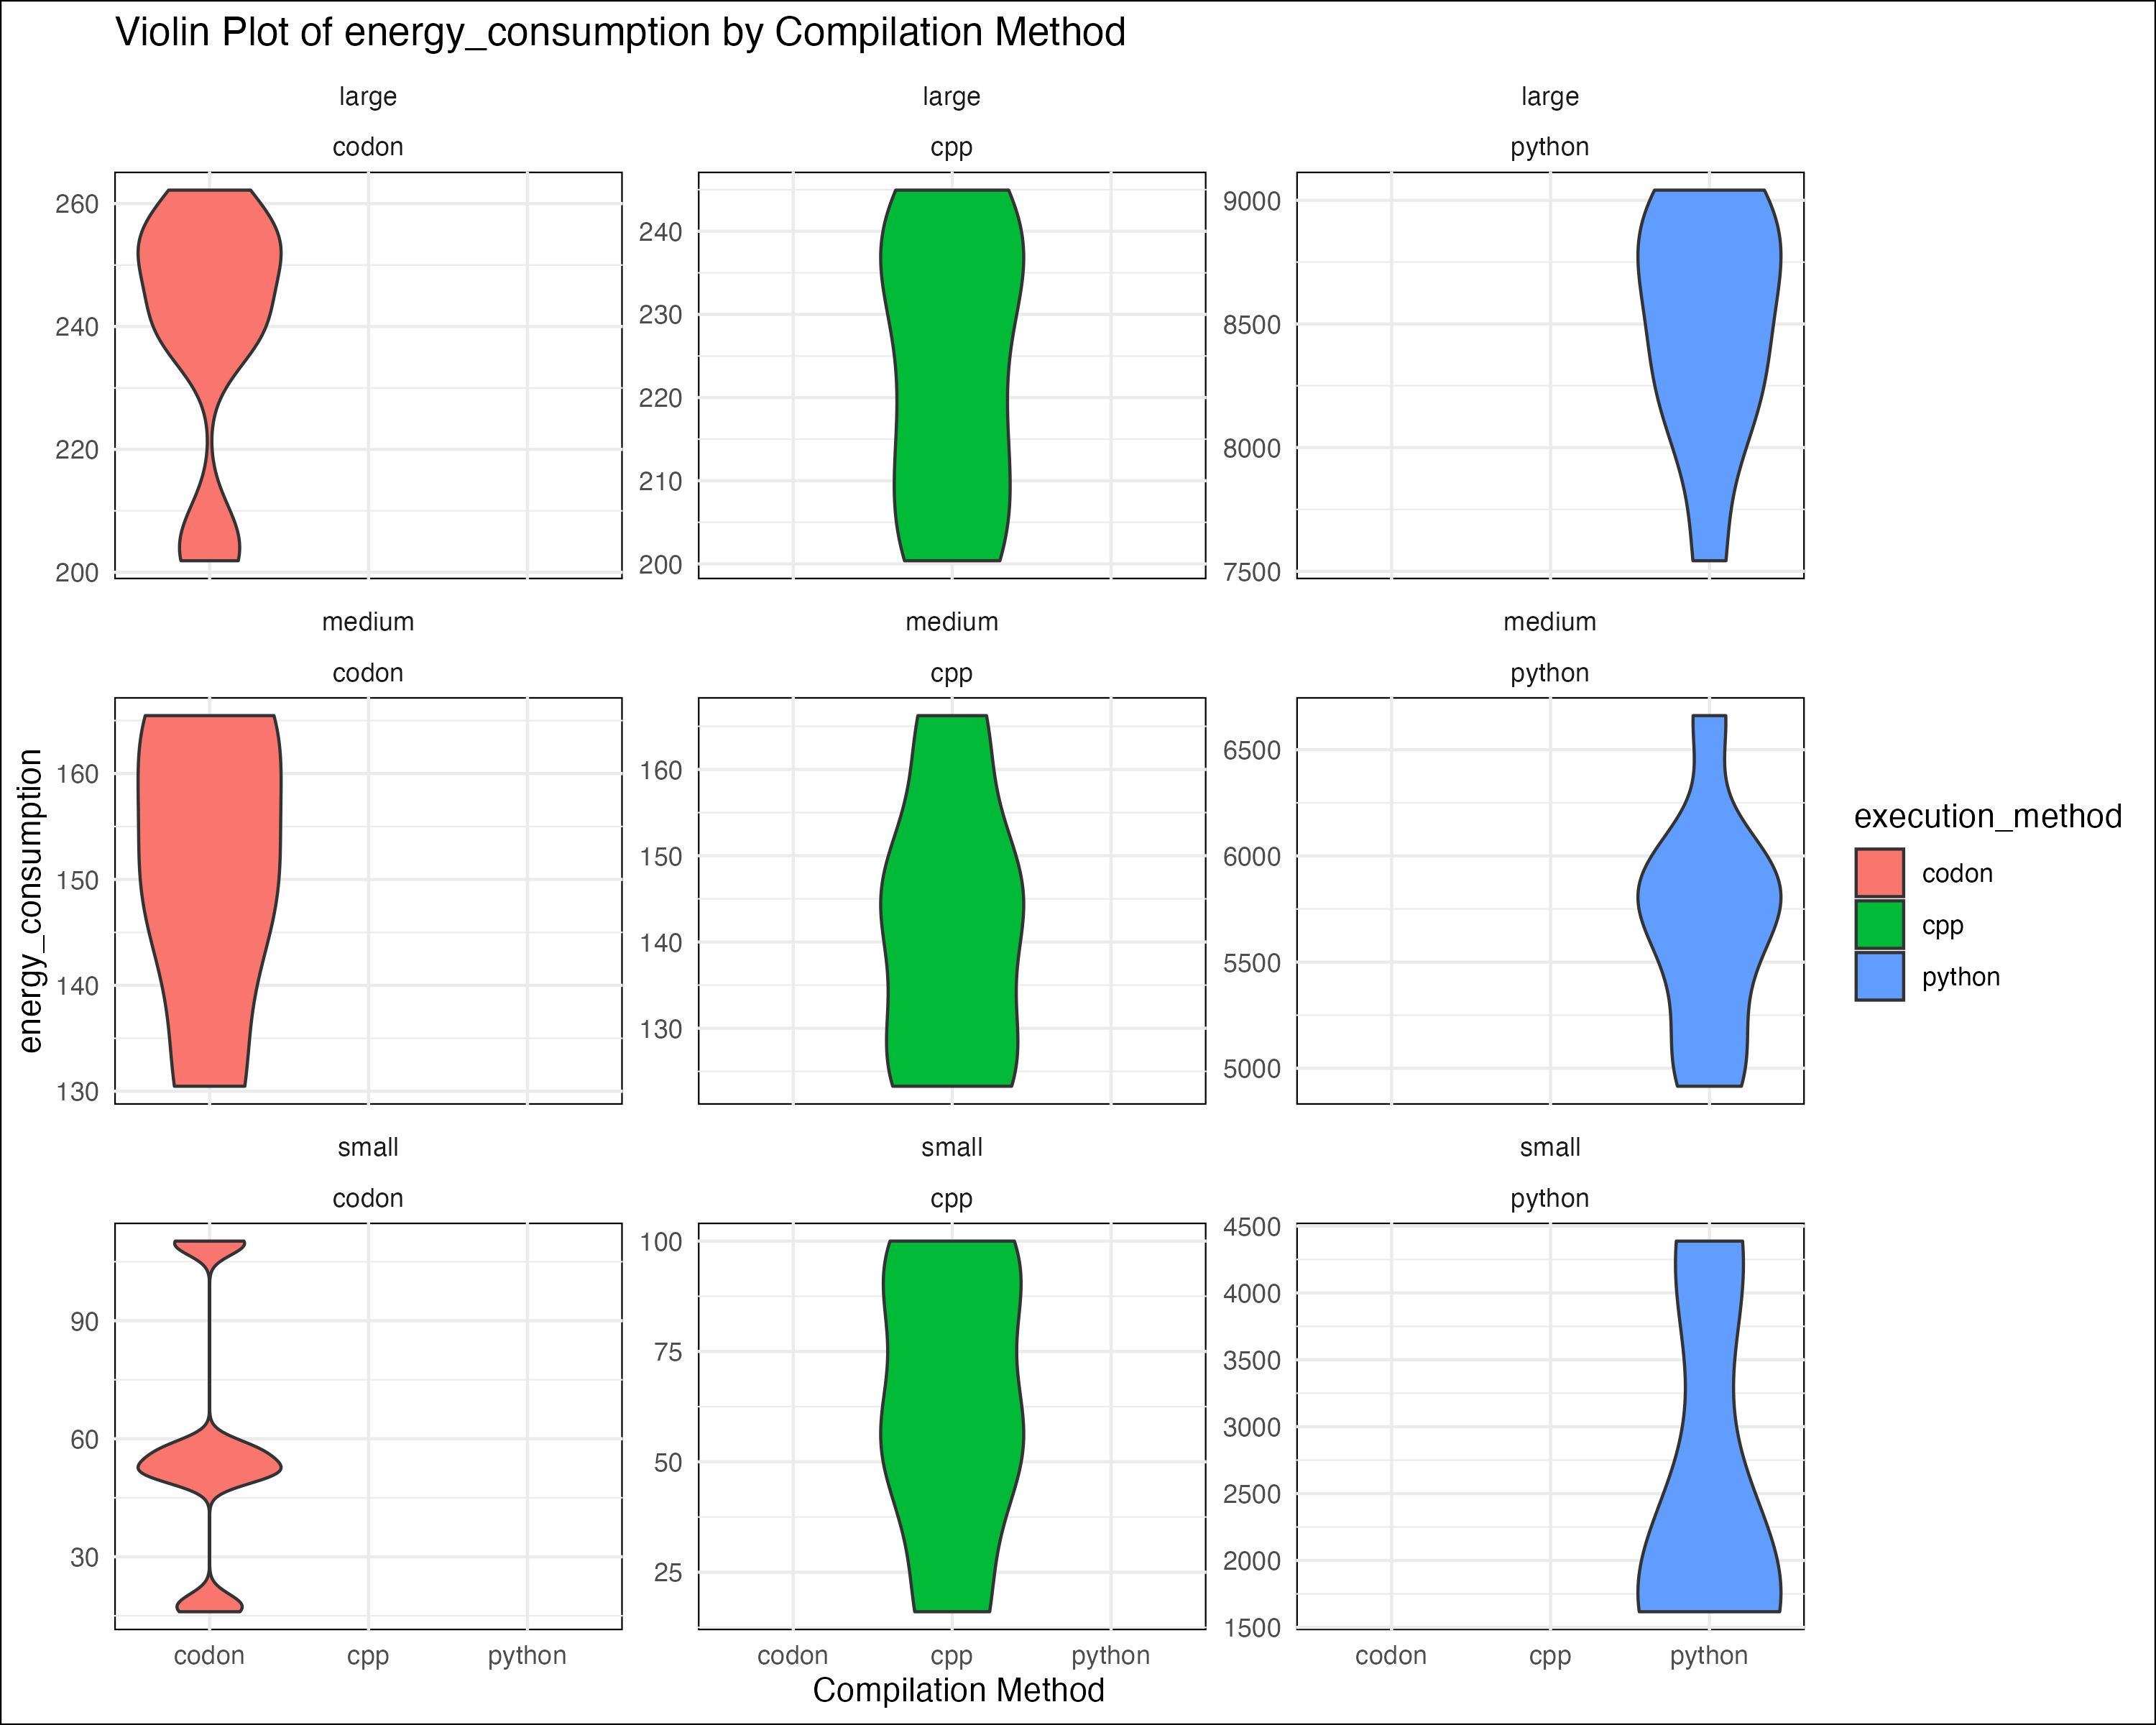 Violin Plot of energy_consumption by Compilation Method
large
codon
260
240
220
200
large
cpp
240
230
220
210
200
large
python
9000
8500
8000
7500
medium
codon
160
150
140
130
medium
cpp
160
150
140
130
medium
python
6500
6000
5500
5000
small
codon
90
60
30
codon cpp python
small
cpp
100
75
50
25
codon cpp python
small
python
4500
4000
3500
3000
2500
2000
1500
codon cpp python
energy_consumption
Compilation Method
execution_method
codon
cpp
python